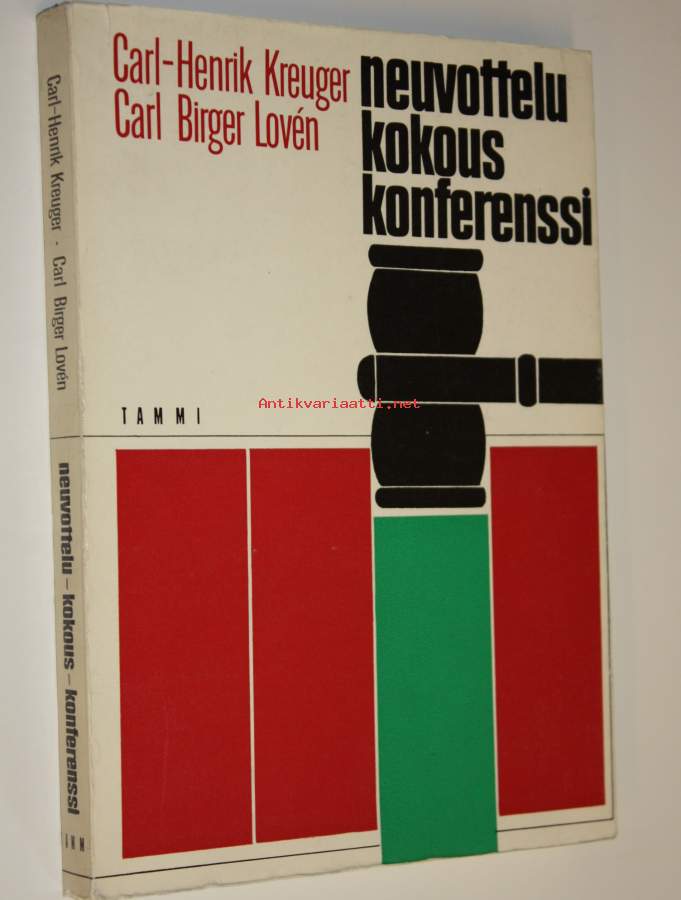 Carl-Henrik Kreuger
Carl Birger Lovén
neuvottelu
kokous
konferenssi
TAMMI
Antikvariaatti.net
Carl-Henrik Kreuger · Carl Birger Lovén
neuvottelu – kokous – konferenssi